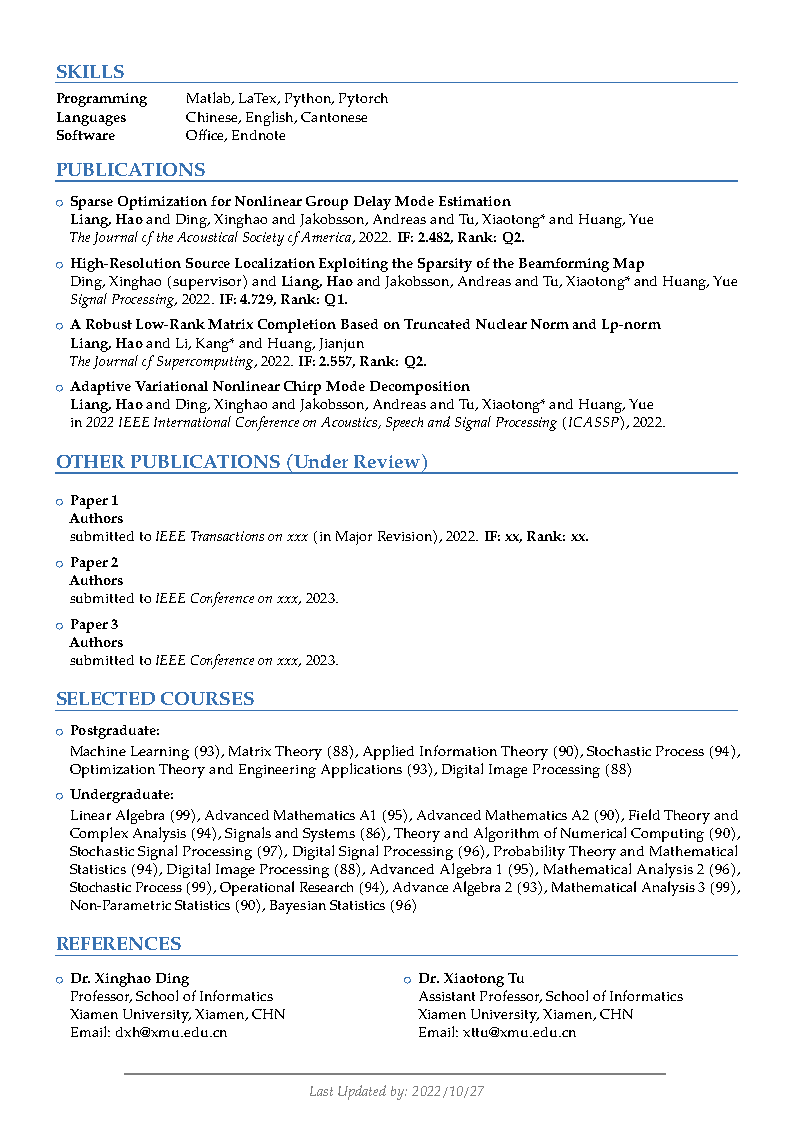 SKILLS
Programming Matlab, LaTex, Python, Pytorch
Languages Chinese, English, Cantonese
Software Office, Endnote
PUBLICATIONS
Sparse Optimization for Nonlinear Group Delay Mode Estimation
Liang, Hao and Ding, Xinghao and Jakobsson, Andreas and Tu, Xiaotong* and Huang, Yue
The Journal of the Acoustical Society of America, 2022. IF: 2.482, Rank: Q2.
High-Resolution Source Localization Exploiting the Sparsity of the Beamforming Map
Ding, Xinghao (supervisor) and Liang, Hao and Jakobsson, Andreas and Tu, Xiaotong* and Huang, Yue
Signal Processing, 2022. IF: 4.729, Rank: Q1.
A Robust Low-Rank Matrix Completion Based on Truncated Nuclear Norm and Lp-norm
Liang, Hao and Li, Kang* and Huang, Jianjun
The Journal of Supercomputing, 2022. IF: 2.557, Rank: Q2.
Adaptive Variational Nonlinear Chirp Mode Decomposition
Liang, Hao and Ding, Xinghao and Jakobsson, Andreas and Tu, Xiaotong* and Huang, Yue
in 2022 IEEE International Conference on Acoustics, Speech and Signal Processing (ICASSP), 2022.
OTHER PUBLICATIONS (Under Review)
Paper 1
Authors
submitted to IEEE Transactions on xxx (in Major Revision), 2022. IF: xx, Rank: xx.
Paper 2
Authors
submitted to IEEE Conference on xxx, 2023.
Paper 3
Authors
submitted to IEEE Conference on xxx, 2023.
SELECTED COURSES
Postgraduate:
Machine Learning (93), Matrix Theory (88), Applied Information Theory (90), Stochastic Process (94),
Optimization Theory and Engineering Applications (93), Digital Image Processing (88)
Undergraduate:
Linear Algebra (99), Advanced Mathematics A1 (95), Advanced Mathematics A2 (90), Field Theory and
Complex Analysis (94), Signals and Systems (86), Theory and Algorithm of Numerical Computing (90),
Stochastic Signal Processing (97), Digital Signal Processing (96), Probability Theory and Mathematical
Statistics (94), Digital Image Processing (88), Advanced Algebra 1 (95), Mathematical Analysis 2 (96),
Stochastic Process (99), Operational Research (94), Advance Algebra 2 (93), Mathematical Analysis 3 (99),
Non-Parametric Statistics (90), Bayesian Statistics (96)
REFERENCES
Dr. Xinghao Ding
Professor, School of Informatics
Xiamen University, Xiamen, CHN
Email: dxh@xmu.edu.cn
Dr. Xiaotong Tu
Assistant Professor, School of Informatics
Xiamen University, Xiamen, CHN
Email: xttu@xmu.edu.cn
Last Updated by: 2022/10/27